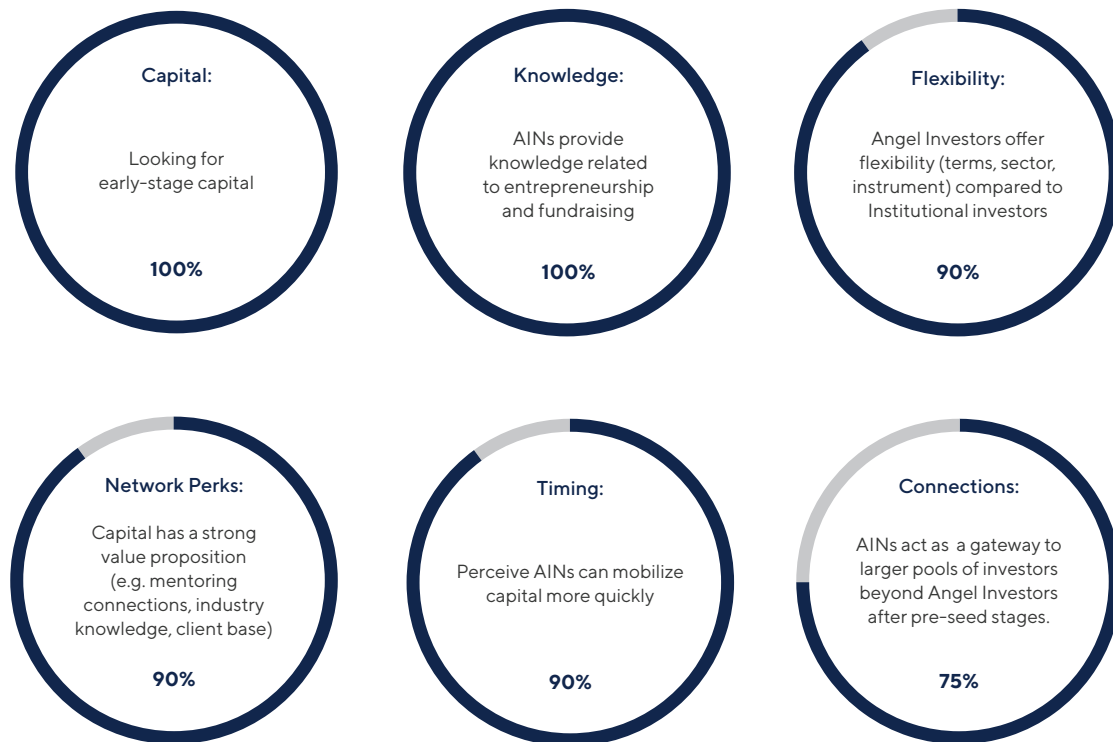 Capital:
Looking for
early-stage capital
100%
Knowledge:
AINs provide
knowledge related
to entrepreneurship
and fundraising
100%
Flexibility:
Angel Investors offer
flexibility (terms, sector,
instrument) compared to
Institutional investors
90%
Network Perks:
Capital has a strong
value proposition
(e.g. mentoring
connections, industry
knowledge, client base)
90%
Timing:
Perceive AINs can mobilize
capital more quickly
90%
Connections:
AINs act as a gateway to
larger pools of investors
beyond Angel Investors
after pre-seed stages.
75%